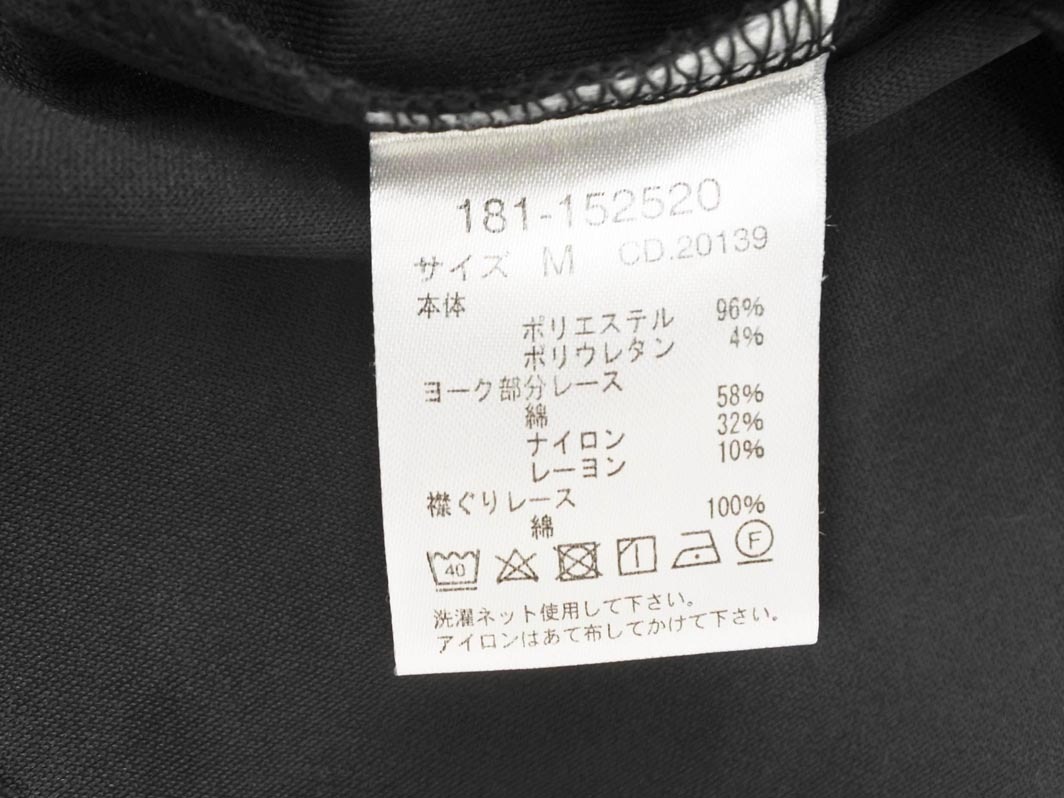 181-152520
サイズ M CD.20139
本体
ポリエステル 96%
ポリウレタン 4%
ヨーク部分レース
綿 58%
ナイロン 32%
レーヨン 10%
襟ぐりレース
綿 100%
40 F
洗濯ネット使用して下さい。
アイロンはあて布してかけて下さい。